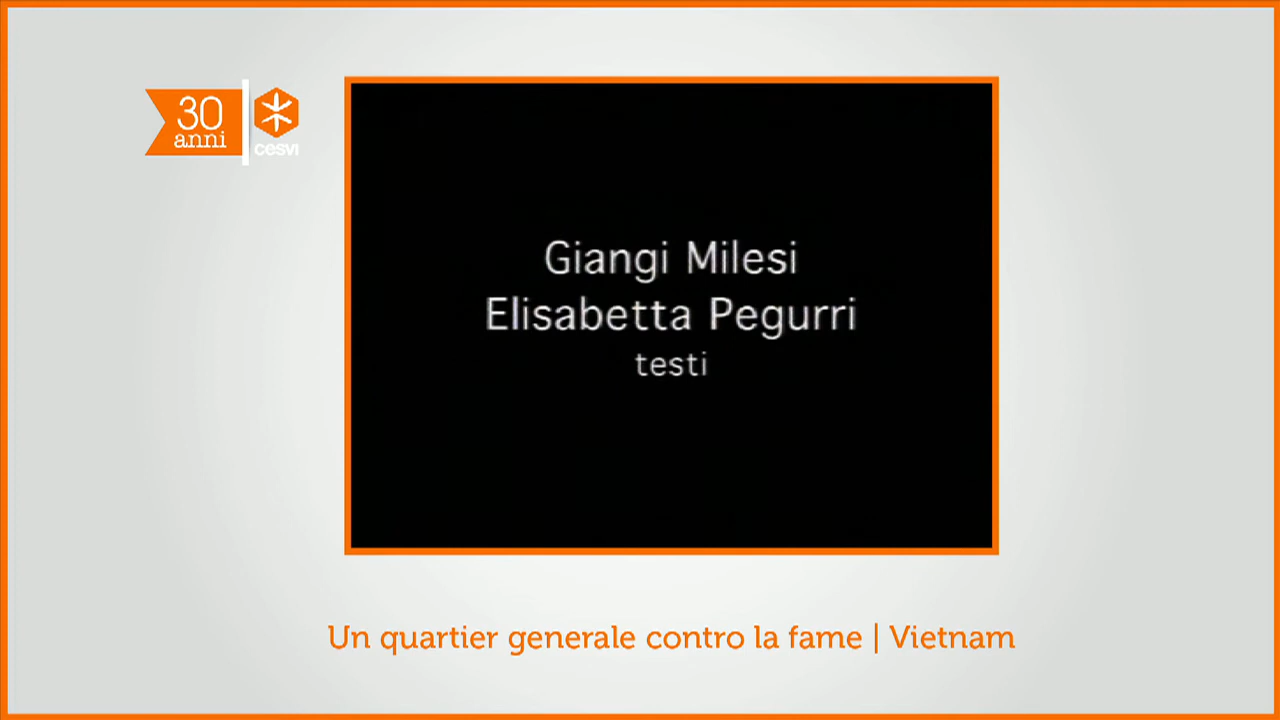 30
anni
cesvi
Giangi Milesi
Elisabetta Pegurri
testi
Un quartier generale contro la fame | Vietnam